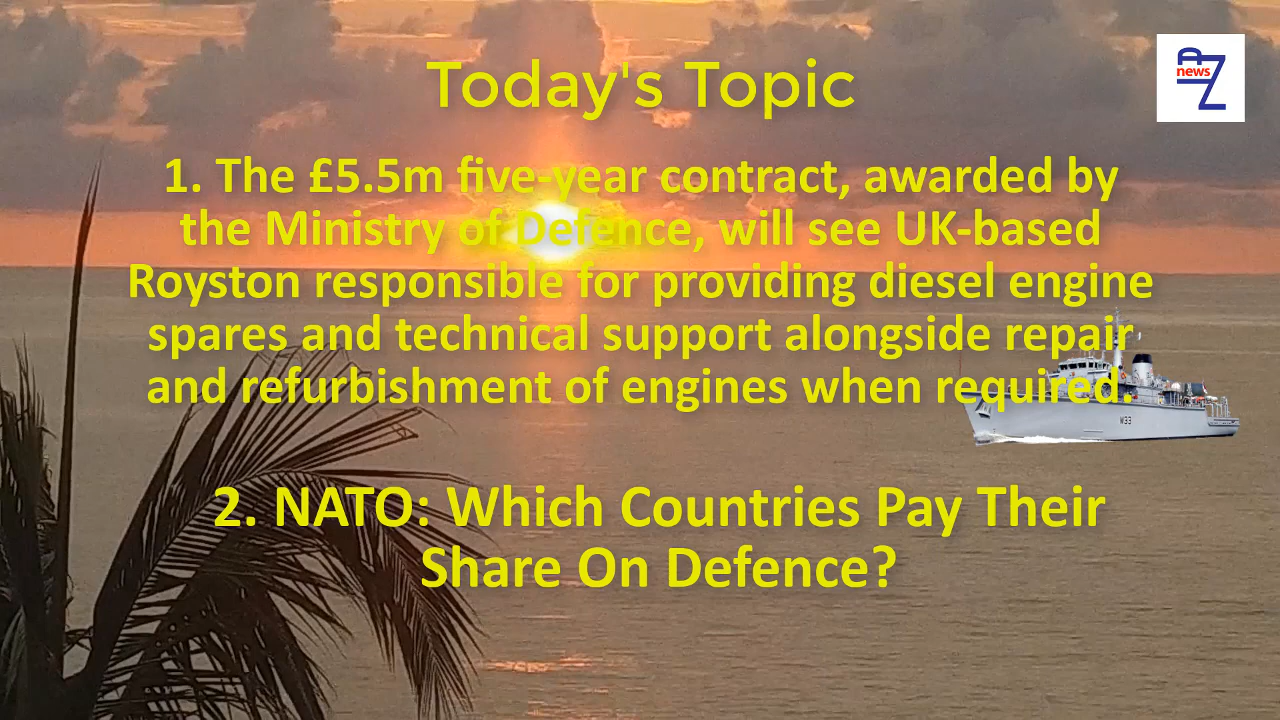 Today's Topic
A
news
Z
1. The £5.5m five-year contract, awarded by
the Ministry of Defence, will see UK-based
Royston responsible for providing diesel engine
spares and technical support alongside repair
and refurbishment of engines when required.
M33
2. NATO: Which Countries Pay Their
Share On Defence?